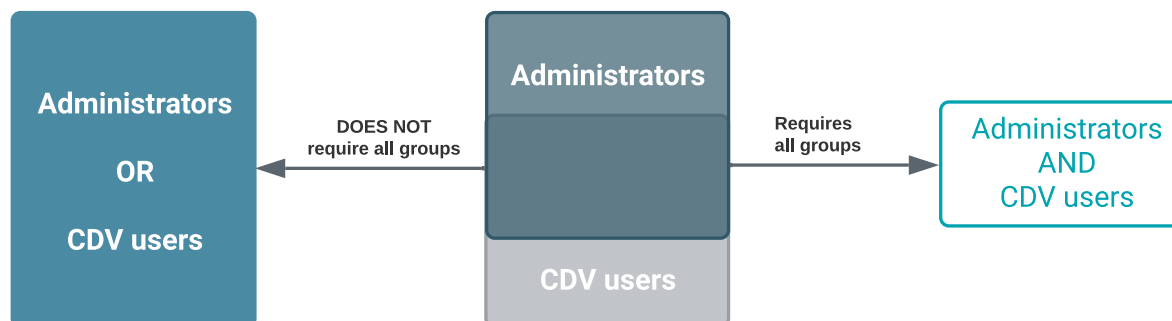 Administrators
OR
CDV users
DOES NOT
require all groups
Administrators
CDV users
Requires
all groups
Administrators
AND
CDV users